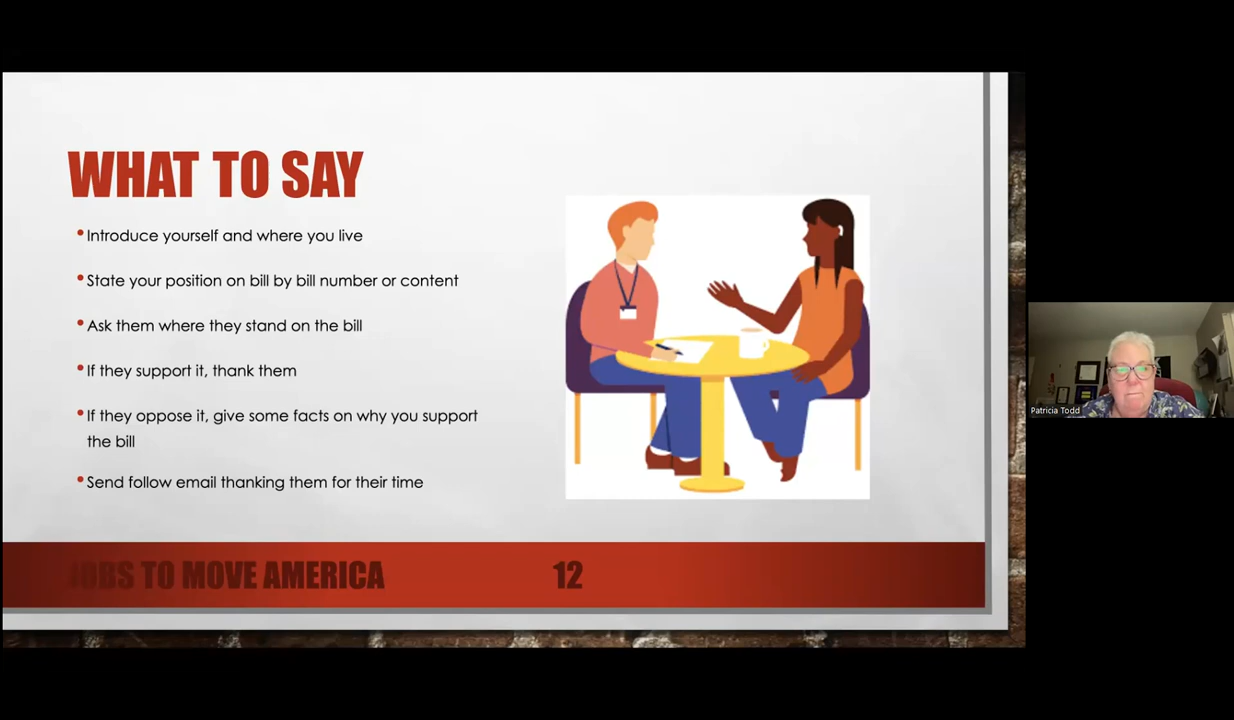 WHAT TO SAY
•Introduce yourself and where you live
•State your position on bill by bill number or content
•Ask them where they stand on the bill
•If they support it, thank them
•If they oppose it, give some facts on why you support
the bill
•Send follow email thanking them for their time
JOBS TO MOVE AMERICA
12
Patricia Todd